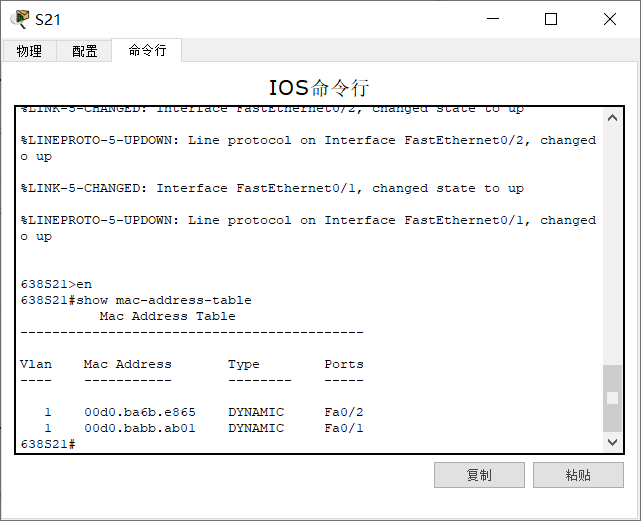 S21
物理 配置 命令行
IOS命令行
%LINK-5-CHANGED: Interface FastEthernet0/2, changed state to up
%LINEPROTO-5-UPDOWN: Line protocol on Interface FastEthernet0/2, changed
o up
%LINK-5-CHANGED: Interface FastEthernet0/1, changed state to up
%LINEPROTO-5-UPDOWN: Line protocol on Interface FastEthernet0/1, changed
o up
638S21>en
638S21#show mac-address-table
Mac Address Table
-------------------------------------------
Vlan    Mac Address       Type        Ports
----    -----------       --------    -----
1    00d0.ba6b.e865    DYNAMIC     Fa0/2
1    00d0.babb.ab01    DYNAMIC     Fa0/1
638S21#
复制 粘贴